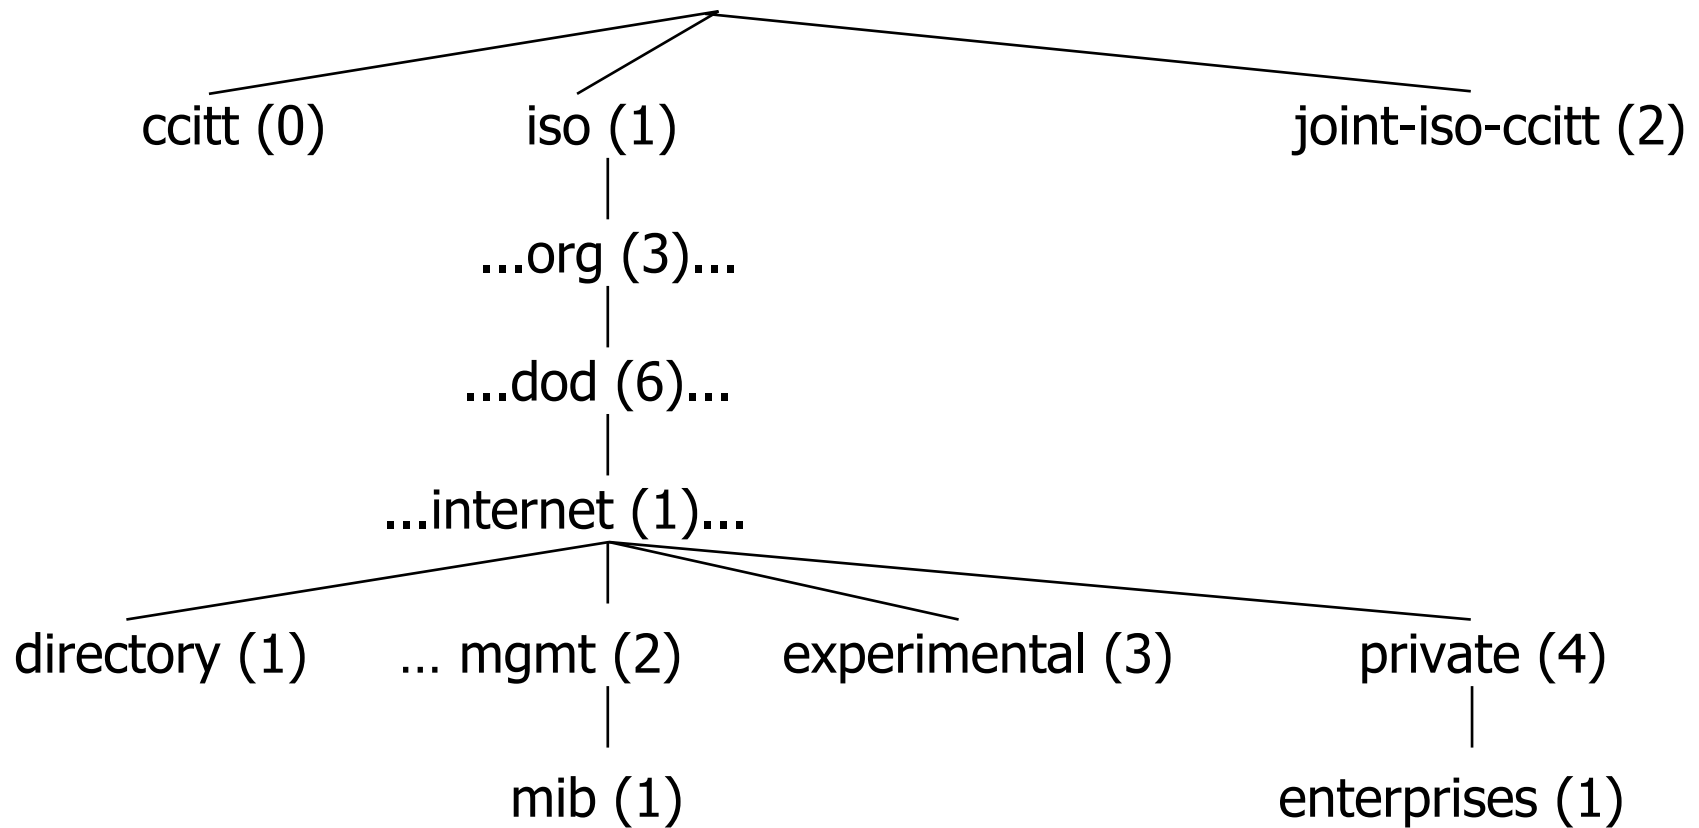 ccitt (0) iso (1) joint-iso-ccitt (2)
...org (3)...
...dod (6)...
...internet (1)...
directory (1) ... mgmt (2) experimental (3) private (4)
mib (1) enterprises (1)